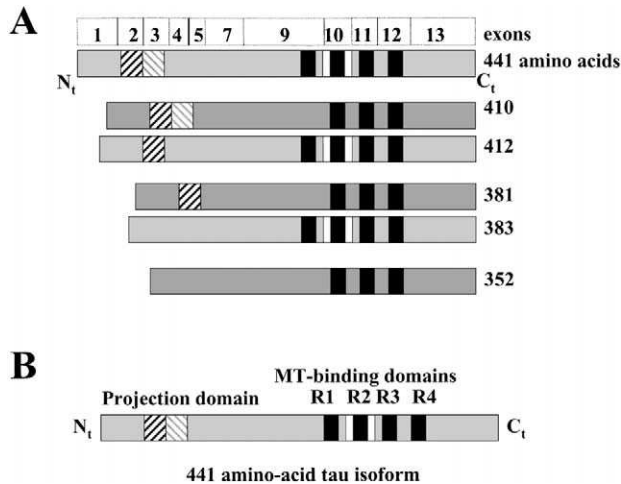 A
1 2 3 4 5 7 9 10 11 12 13 exons
441 amino acids
Nt Ct
410
412
381
383
352
B
MT-binding domains
Projection domain R1 R2 R3 R4
Nt Ct
441 amino-acid tau isoform